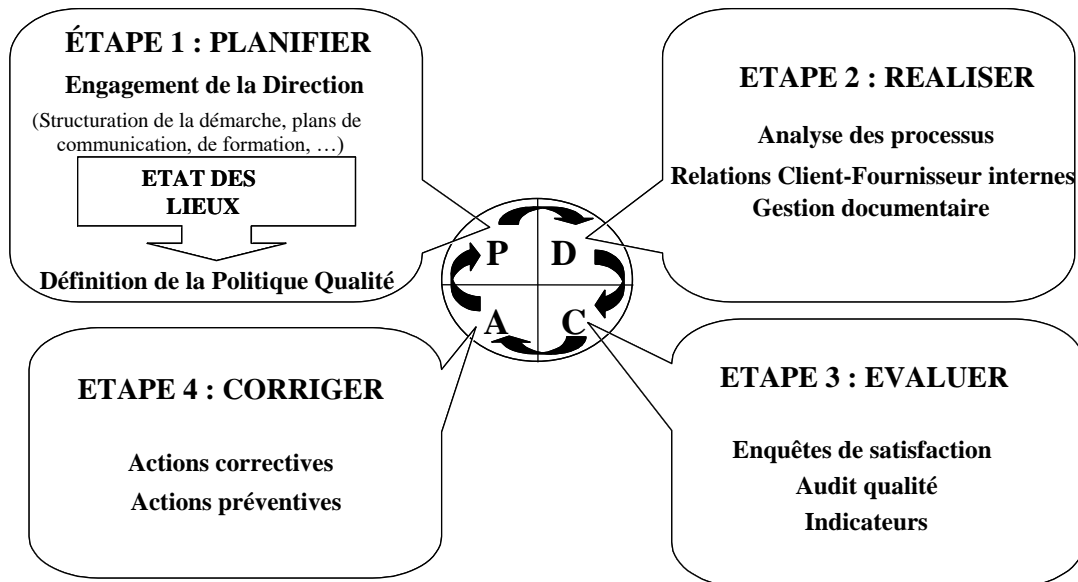 ÉTAPE 1 : PLANIFIER
Engagement de la Direction
(Structuration de la démarche, plans de
communication, de formation, …)
ETAT DES
LIEUX
Définition de la Politique Qualité
ETAPE 2 : REALISER
Analyse des processus
Relations Client-Fournisseur internes
Gestion documentaire
P
D
A
C
ETAPE 4 : CORRIGER
Actions correctives
Actions préventives
ETAPE 3 : EVALUER
Enquêtes de satisfaction
Audit qualité
Indicateurs